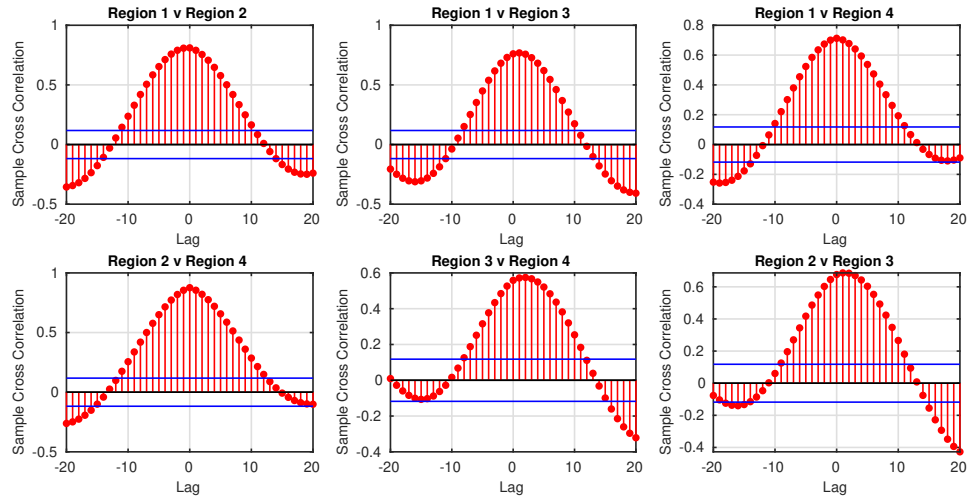 Region 1 v Region 2
Sample Cross Correlation
1
0.5
0
-0.5
-20 -10 0 10 20
Lag
Region 1 v Region 3
Sample Cross Correlation
1
0.5
0
-0.5
-20 -10 0 10 20
Lag
Region 1 v Region 4
Sample Cross Correlation
0.8
0.6
0.4
0.2
0
-0.2
-0.4
-20 -10 0 10 20
Lag
Region 2 v Region 4
Sample Cross Correlation
1
0.5
0
-0.5
-20 -10 0 10 20
Lag
Region 3 v Region 4
Sample Cross Correlation
0.6
0.4
0.2
0
-0.2
-0.4
-20 -10 0 10 20
Lag
Region 2 v Region 3
Sample Cross Correlation
0.6
0.4
0.2
0
-0.2
-0.4
-20 -10 0 10 20
Lag